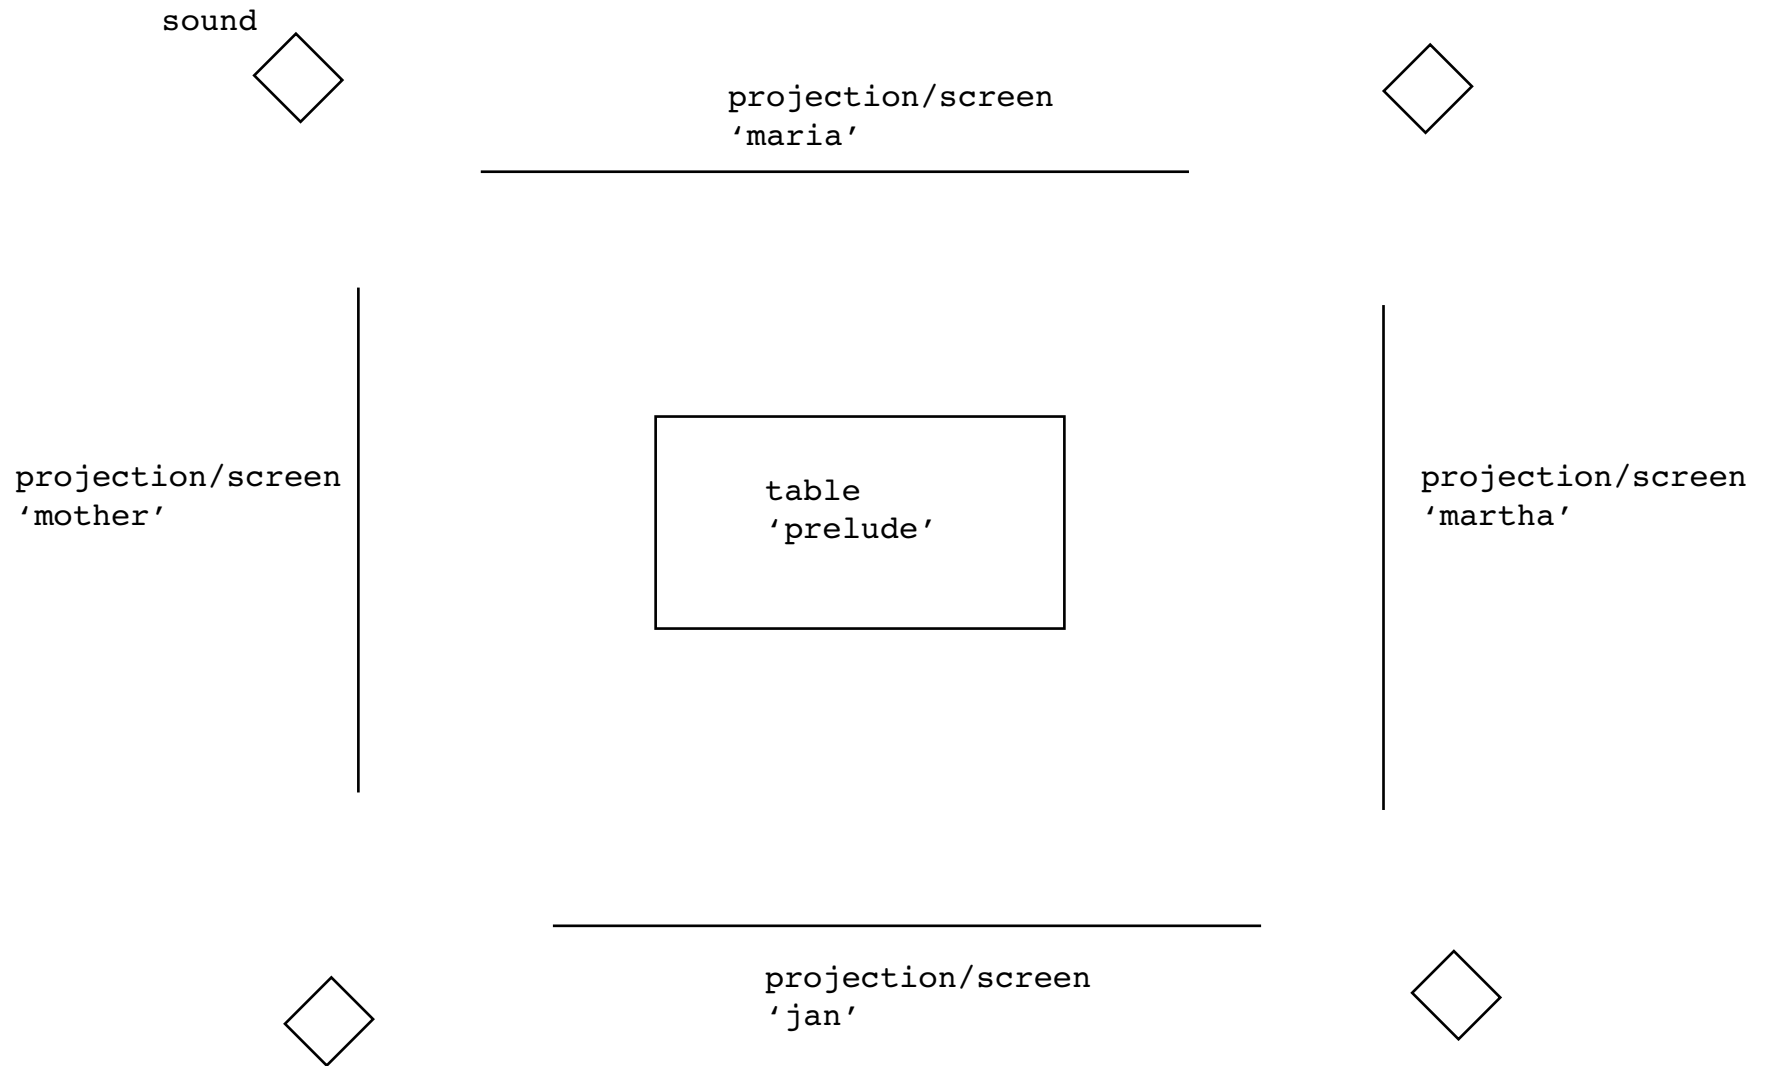 sound
projection/screen
‘maria’
projection/screen
‘mother’
table
‘prelude’
projection/screen
‘martha’
projection/screen
‘jan’